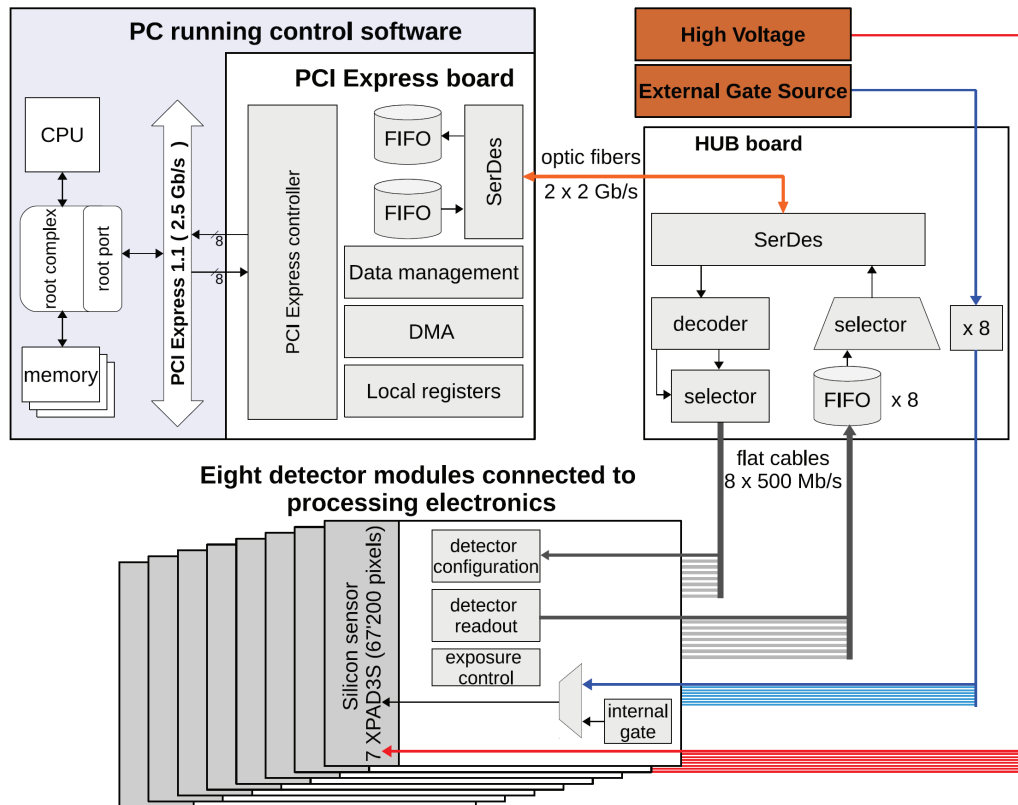 PC running control software
PCI Express board
CPU
root complex
root port
memory
PCI Express 1.1 ( 2.5 Gb/s )
8
8
PCI Express controller
FIFO
FIFO
SerDes
Data management
DMA
Local registers
optic fibers
2 x 2 Gb/s
High Voltage
External Gate Source
HUB board
SerDes
decoder
selector
selector
FIFO
x 8
x 8
flat cables
8 x 500 Mb/s
Eight detector modules connected to
processing electronics
Silicon sensor
7 XPAD3S (67'200 pixels)
detector
configuration
detector
readout
exposure
control
internal
gate